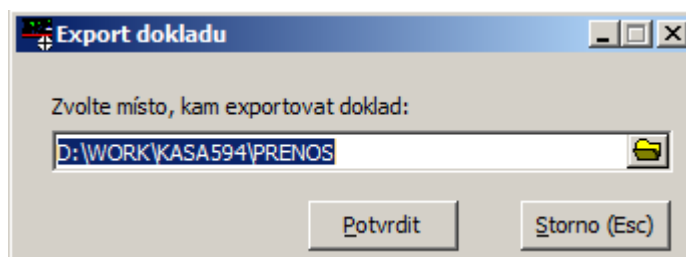 Export dokladu
Zvolte místo, kam exportovat doklad:
D:\WORK\KASA594\PRENOS
Potvrdit Storno (Esc)